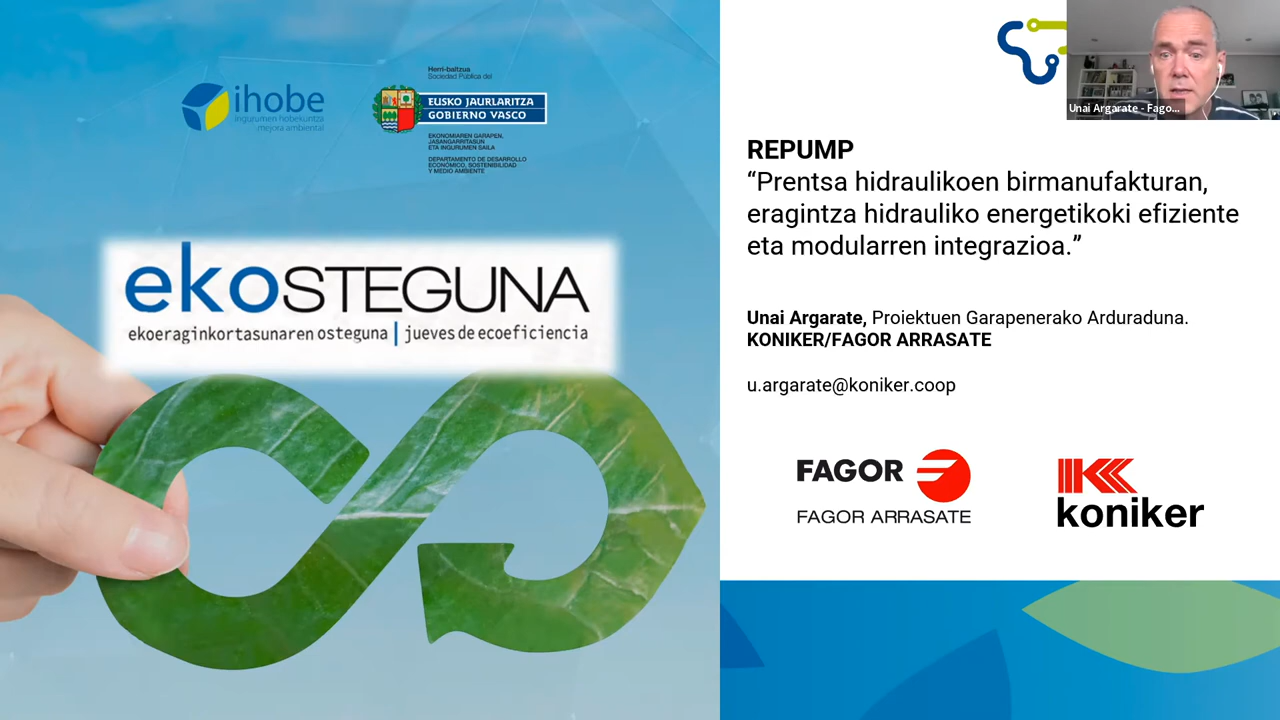 ihobe
ingurumen hobekuntza
mejora ambiental
Herri-baltzua
Sociedad Pública del
EUSKO JAURLARITZA
GOBIERNO VASCO
EKONOMIAREN GARAPEN,
JASANGARRITASUN
ETA INGURUMEN SAILA
DEPARTAMENTO DE DESARROLLO
ECONÓMICO, SOSTENIBILIDAD
Y MEDIO AMBIENTE
ekoSTEGUNA
ekoeraginkortasunaren osteguna | jueves de ecoeficiencia
Unai Argarate - Fago...
REPUMP
“Prentsa hidraulikoen birmanufakturan,
eragintza hidrauliko energetikoki efiziente
eta modularren integrazioa.”
Unai Argarate, Proiektuen Garapenerako Arduraduna.
KONIKER/FAGOR ARRASATE
u.argarate@koniker.coop
FAGOR
FAGOR ARRASATE
koniker